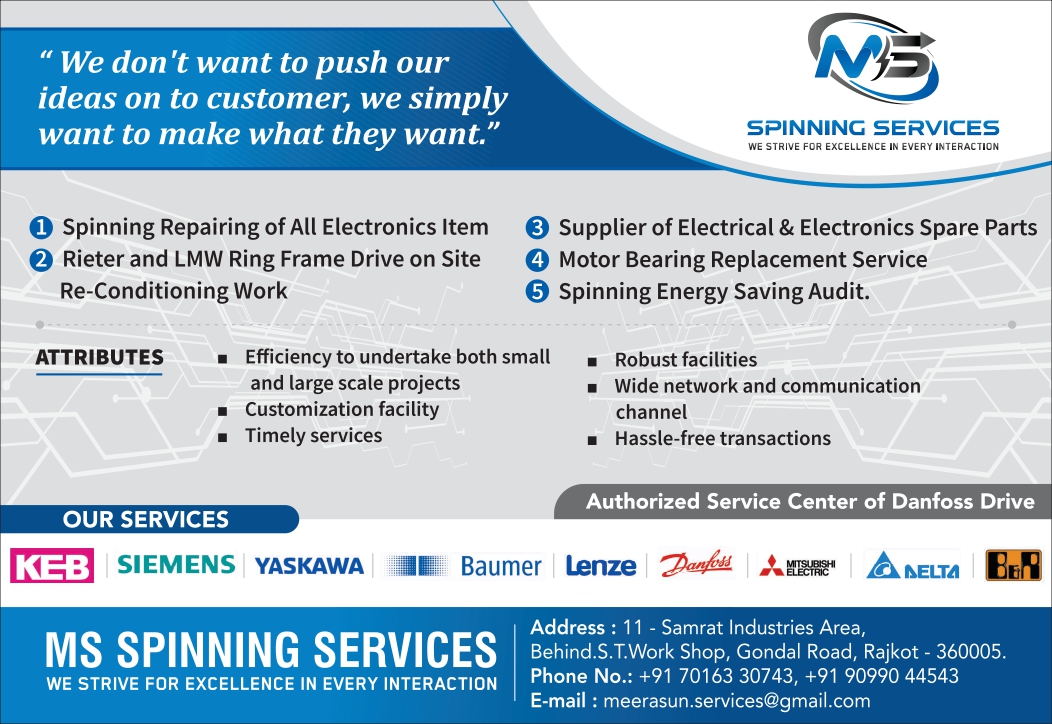 “ We don't want to push our
ideas on to customer, we simply
want to make what they want.”
MS
SPINNING SERVICES
WE STRIVE FOR EXCELLENCE IN EVERY INTERACTION
1 Spinning Repairing of All Electronics Item
2 Rieter and LMW Ring Frame Drive on Site
Re-Conditioning Work
3 Supplier of Electrical & Electronics Spare Parts
4 Motor Bearing Replacement Service
5 Spinning Energy Saving Audit.
ATTRIBUTES
▪ Efficiency to undertake both small
and large scale projects
▪ Customization facility
▪ Timely services
▪ Robust facilities
▪ Wide network and communication
channel
▪ Hassle-free transactions
Authorized Service Center of Danfoss Drive
OUR SERVICES
KEB SIEMENS YASKAWA Baumer Lenze Danfoss MITSUBISHI ELECTRIC DELTA B&R
MS SPINNING SERVICES
WE STRIVE FOR EXCELLENCE IN EVERY INTERACTION
Address : 11 - Samrat Industries Area,
Behind.S.T.Work Shop, Gondal Road, Rajkot - 360005.
Phone No.: +91 70163 30743, +91 90990 44543
E-mail : meerasun.services@gmail.com